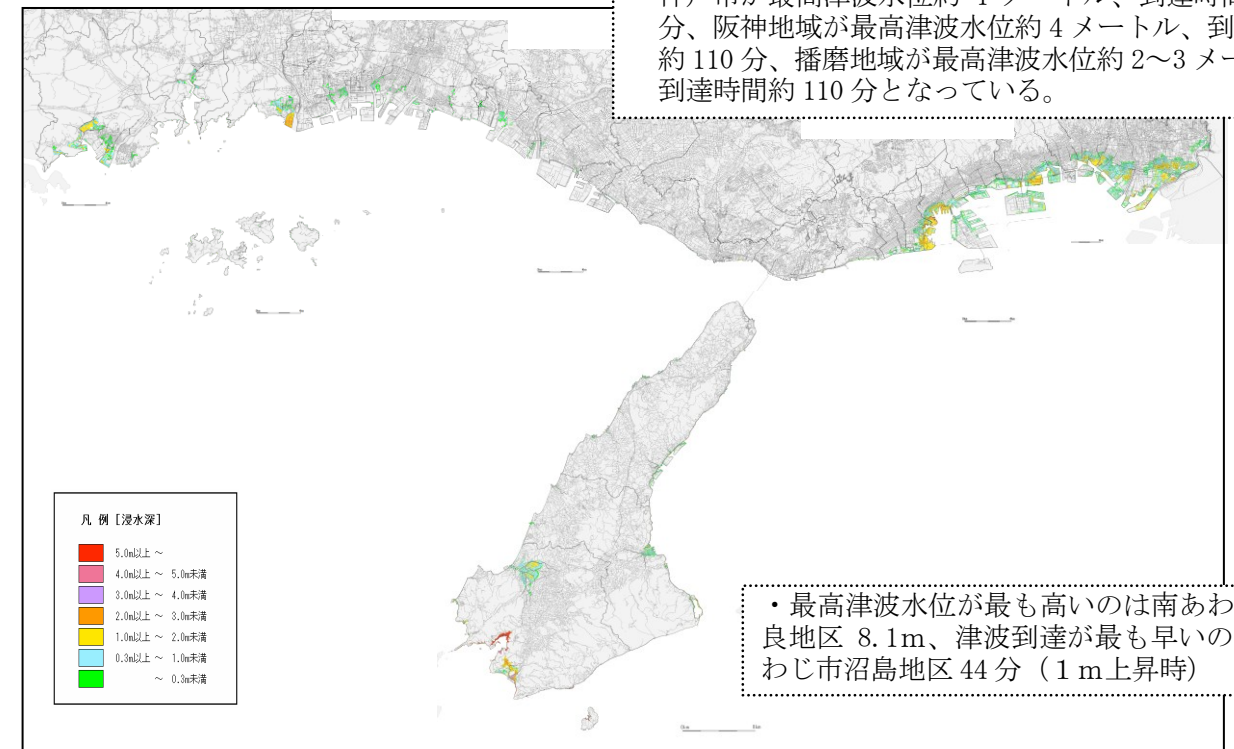 分、阪神地域が最高津波水位約 4 メートル、到
約 110 分、播磨地域が最高津波水位約 2～3 メー
到達時間約 110 分となっている。
凡 例 [浸水深]
5.0m以上 ～
4.0m以上 ～ 5.0m未満
3.0m以上 ～ 4.0m未満
2.0m以上 ～ 3.0m未満
1.0m以上 ～ 2.0m未満
0.3m以上 ～ 1.0m未満
～ 0.3m未満
・最高津波水位が最も高いのは南あわ
良地区 8.1m、津波到達が最も早いの
わじ市沼島地区 44 分（１ｍ上昇時）